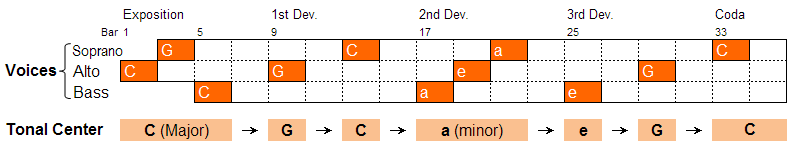 Exposition 1st Dev. 2nd Dev. 3rd Dev. Coda
Bar 1 5 9 17 25 33
Soprano G C a C
Voices Alto C G e G
Bass C a e
Tonal Center C (Major) → G → C → a (minor) → e → G → C